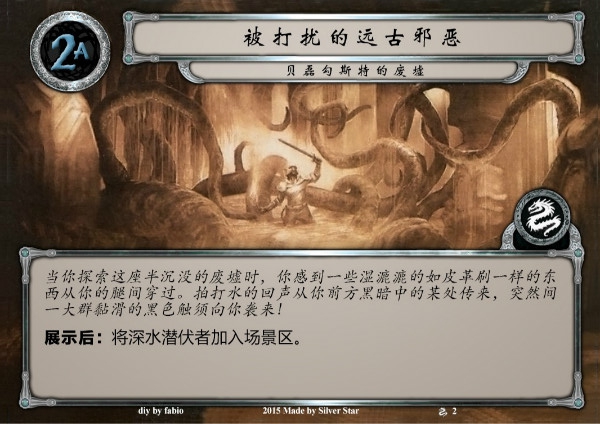 2A
被打扰的远古邪恶
贝磊勾斯特的废墟
当你探索这座半沉没的废墟时，你感到一些湿漉漉的如皮革刷一样的东
西从你的腿间穿过。拍打水的回声从你前方黑暗中的某处传来，突然间
一大群黏滑的黑色触须向你袭来！
展示后：将深水潜伏者加入场景区。
diy by fabio
2015 Made by Silver Star
2